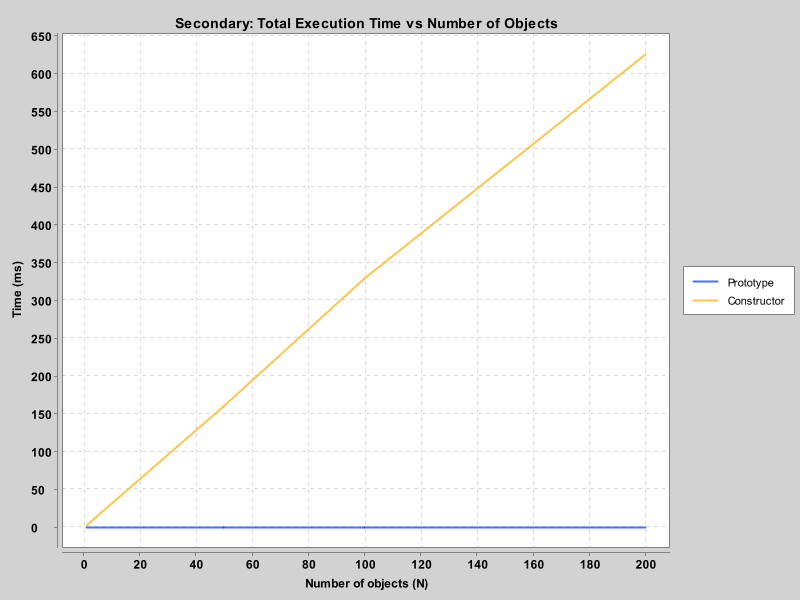 Secondary: Total Execution Time vs Number of Objects
650
600
550
500
450
400
350
300
250
200
150
100
50
0
Time (ms)
0 20 40 60 80 100 120 140 160 180 200
Number of objects (N)
Prototype
Constructor